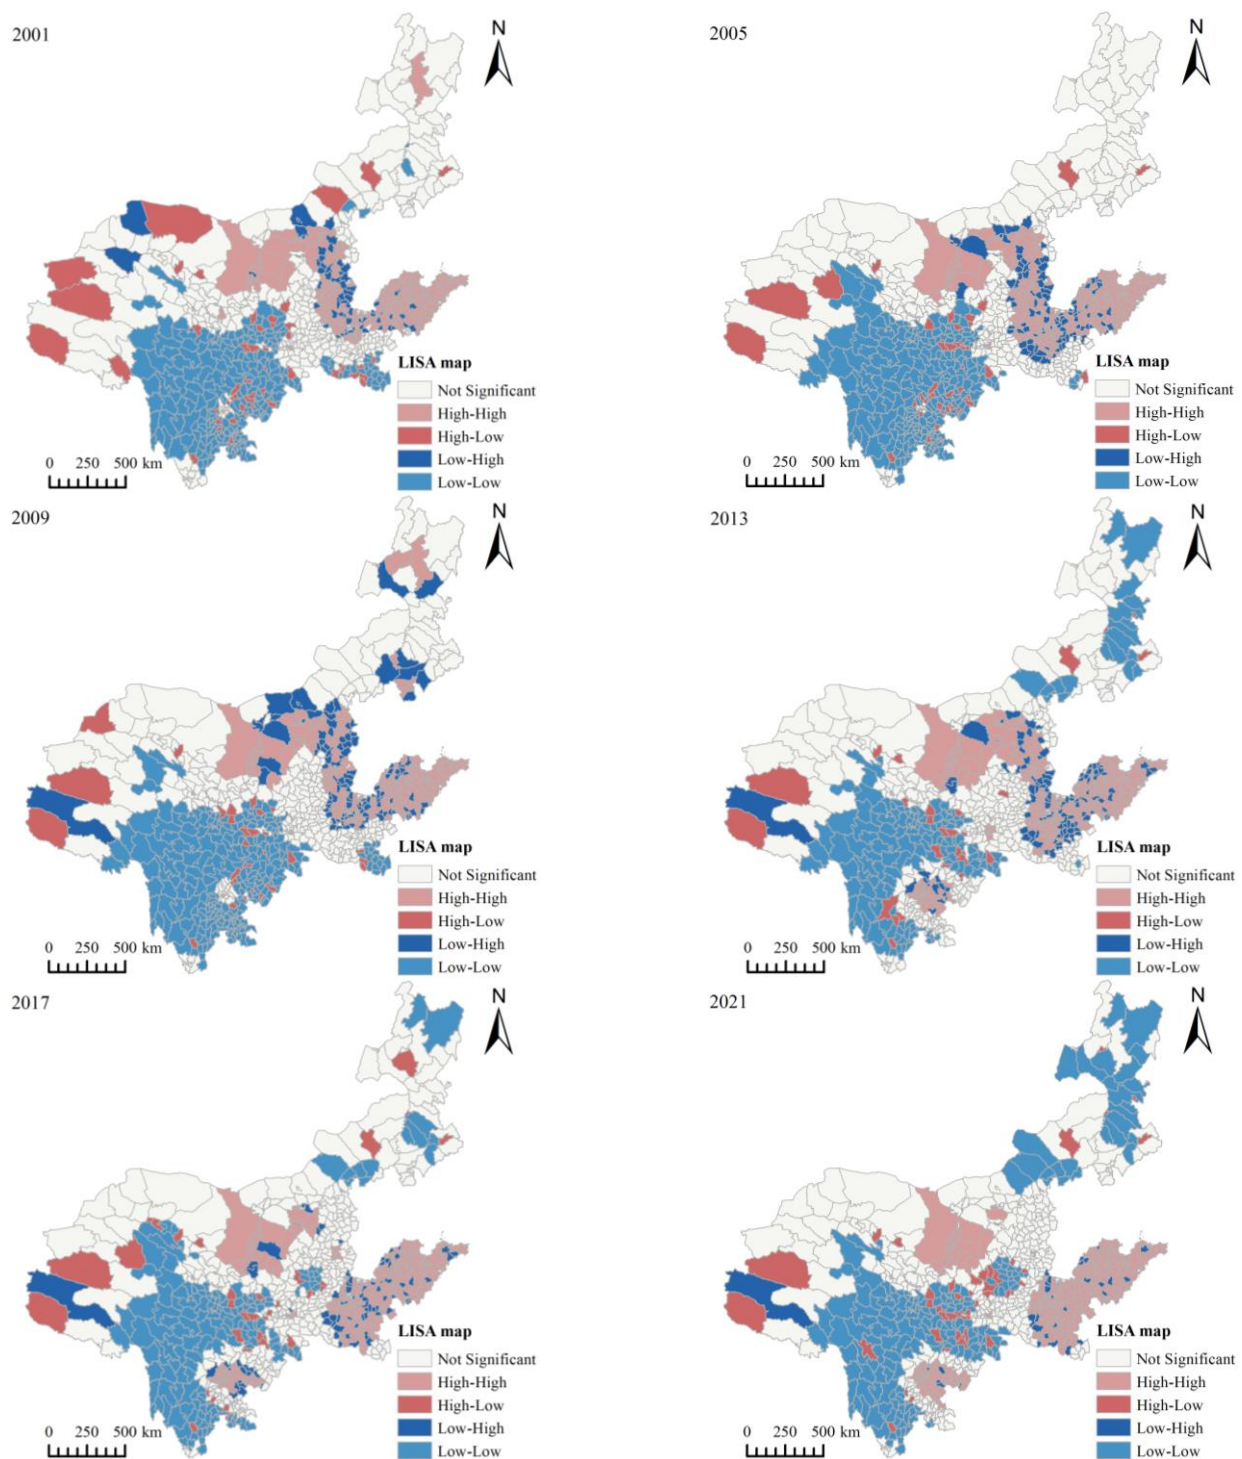 2001
N
LISA map
Not Significant
High-High
High-Low
Low-High
Low-Low
0 250 500 km
2005
N
LISA map
Not Significant
High-High
High-Low
Low-High
Low-Low
0 250 500 km
2009
N
LISA map
Not Significant
High-High
High-Low
Low-High
Low-Low
0 250 500 km
2013
N
LISA map
Not Significant
High-High
High-Low
Low-High
Low-Low
0 250 500 km
2017
N
LISA map
Not Significant
High-High
High-Low
Low-High
Low-Low
0 250 500 km
2021
N
LISA map
Not Significant
High-High
High-Low
Low-High
Low-Low
0 250 500 km